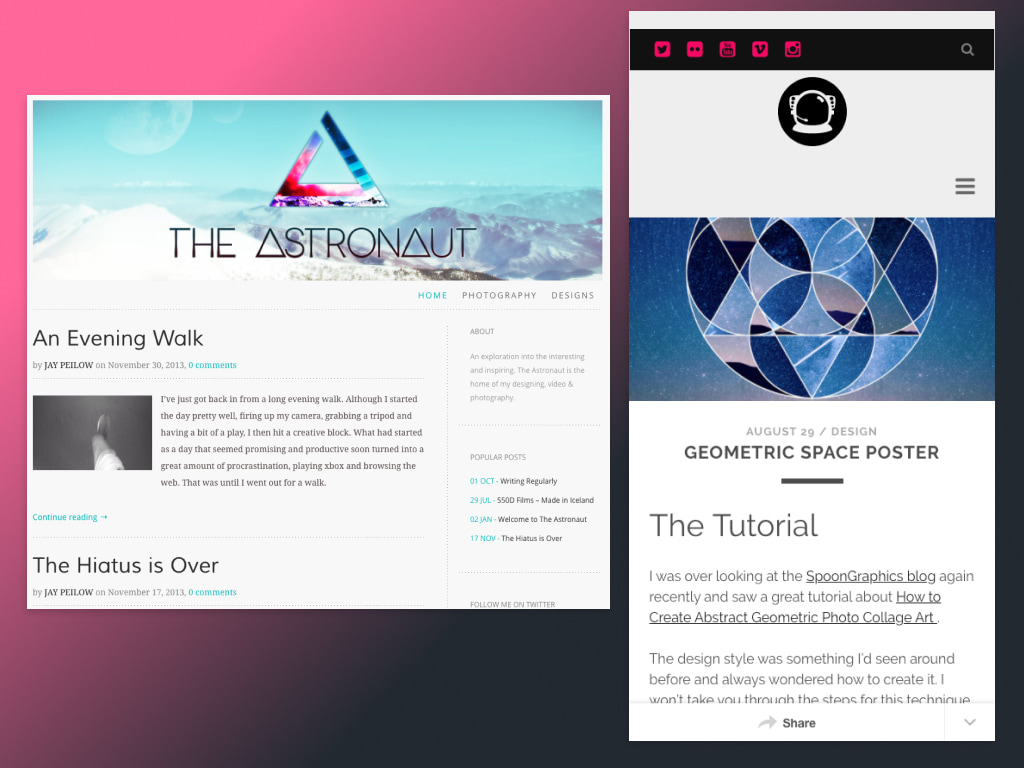 THE ASTRONAUT
HOME PHOTOGRAPHY DESIGNS
An Evening Walk
by JAY PEILOW on November 30, 2013, 0 comments
I've just got back in from a long evening walk. Although I started
the day pretty well, firing up my camera, grabbing a tripod and
having a bit of a play, I then hit a creative block. What had started
as a day that seemed promising and productive soon turned into a
great amount of procrastination, playing xbox and browsing the
web. That was until I went out for a walk.
Continue reading →
The Hiatus is Over
by JAY PEILOW on November 17, 2013, 0 comments
ABOUT
An exploration into the interesting
and inspiring. The Astronaut is the
home of my designing, video &
photography.
POPULAR POSTS
01 OCT - Writing Regularly
29 JUL - 550D Films – Made in Iceland
02 JAN - Welcome to The Astronaut
17 NOV - The Hiatus is Over
FOLLOW ME ON TWITTER
You Tube
AUGUST 29 / DESIGN
GEOMETRIC SPACE POSTER
The Tutorial
I was over looking at the SpoonGraphics blog again
recently and saw a great tutorial about How to
Create Abstract Geometric Photo Collage Art .
The design style was something I'd seen around
before and always wondered how to create it. I
won't take you through the steps for this technique
Share